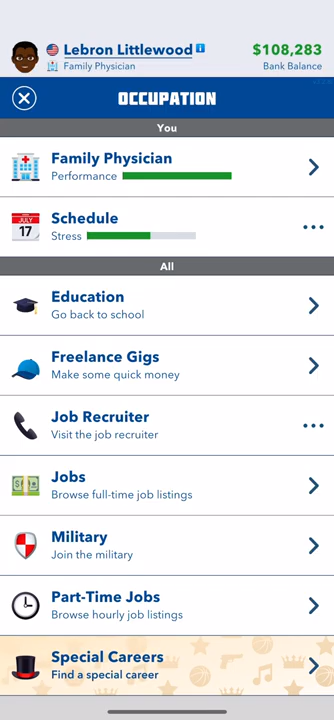 Lebron Littlewood i
$108,283
Family Physician
Bank Balance
OCCUPATION
You
Family Physician
Performance
JULY
17
Schedule
Stress
All
Education
Go back to school
Freelance Gigs
Make some quick money
Job Recruiter
Visit the job recruiter
Jobs
Browse full-time job listings
Military
Join the military
Part-Time Jobs
Browse hourly job listings
Special Careers
Find a special career